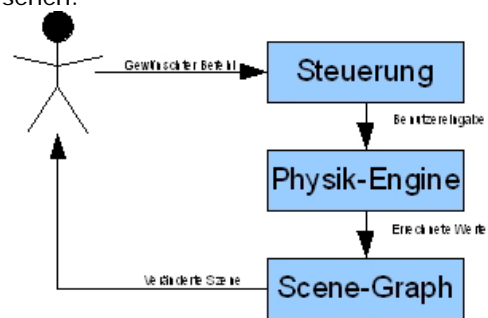 sehen.
Gewünschter Befehl
Steuerung
Benutzereingabe
Physik-Engine
Errechnete Werte
Veränderte Szene
Scene-Graph